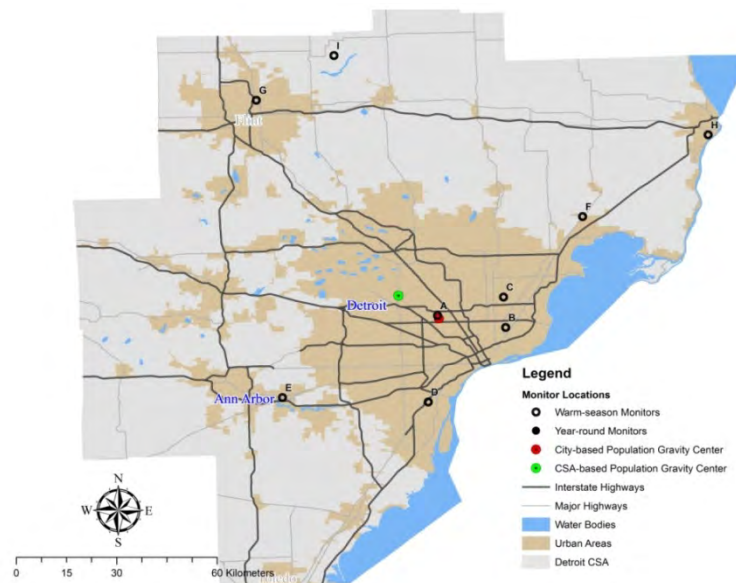 I
G
Flint
H
F
C
Detroit
A
B
E
Ann Arbor
D
Legend
Monitor Locations
Warm-season Monitors
Year-round Monitors
City-based Population Gravity Center
CSA-based Population Gravity Center
Interstate Highways
Major Highways
Water Bodies
Urban Areas
Detroit CSA
N
W E
S
0 15 30 60 Kilometers
Toledo